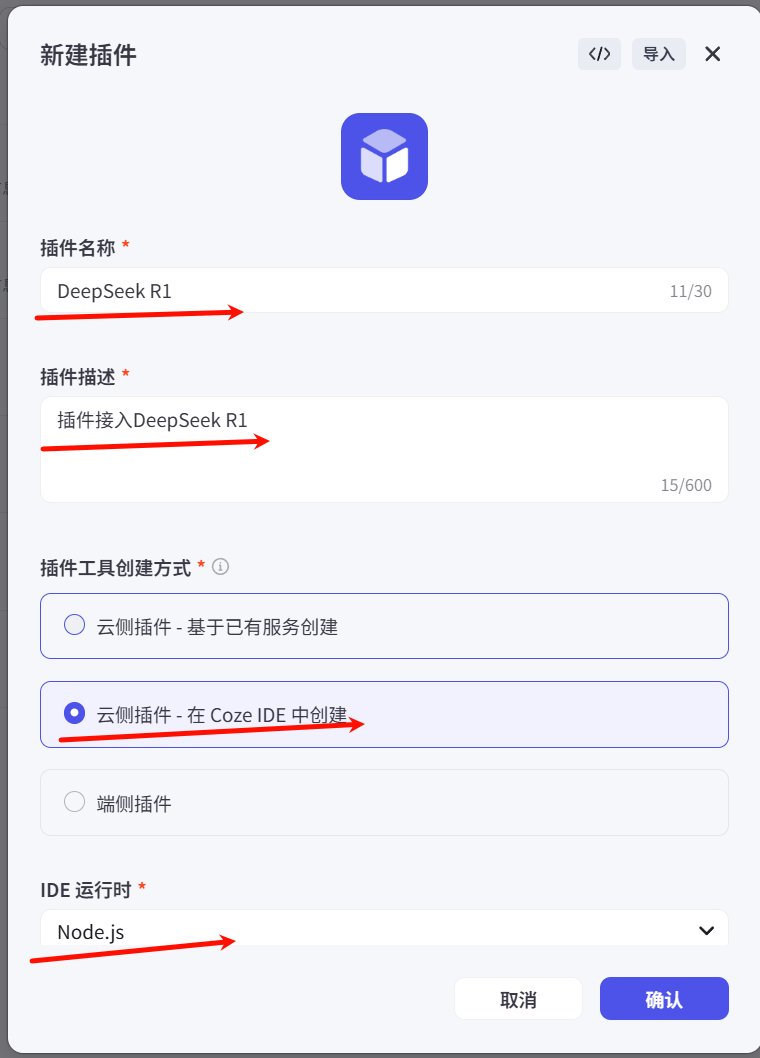 新建插件
</> 导入
插件名称 *
DeepSeek R1
11/30
插件描述 *
插件接入DeepSeek R1
15/600
插件工具创建方式 *
云侧插件 - 基于已有服务创建
云侧插件 - 在 Coze IDE 中创建
端侧插件
IDE 运行时 *
Node.js
取消 确认